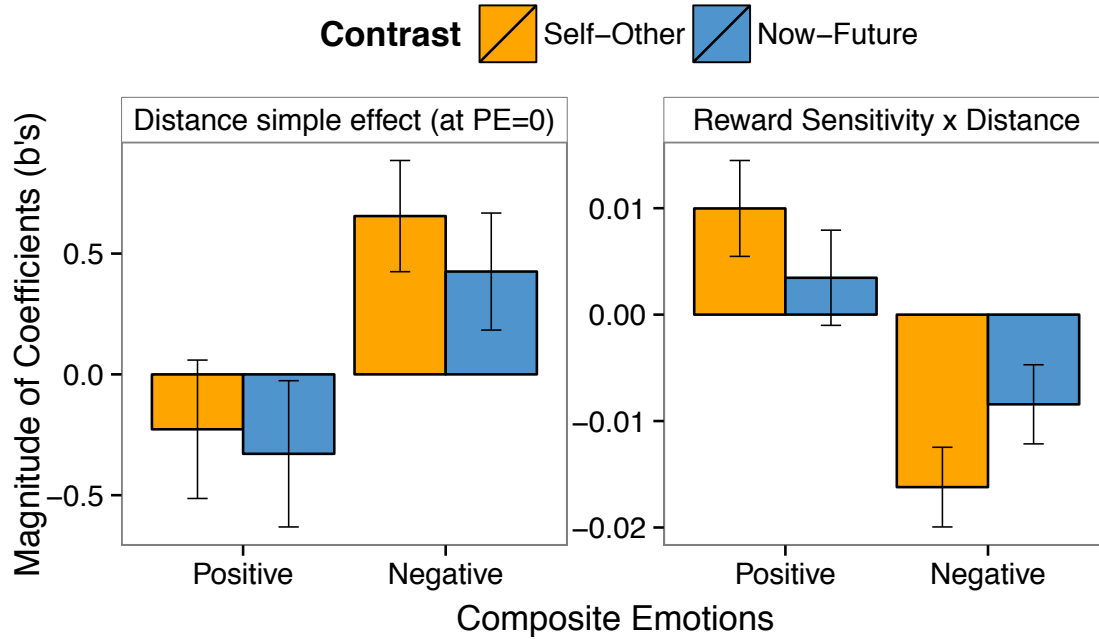 Contrast Self−Other Now−Future
Distance simple effect (at PE=0)
Reward Sensitivity x Distance
Magnitude of Coefficients (b's)
0.5
0.0
−0.5
0.01
0.00
−0.01
−0.02
Positive Negative
Positive Negative
Composite Emotions